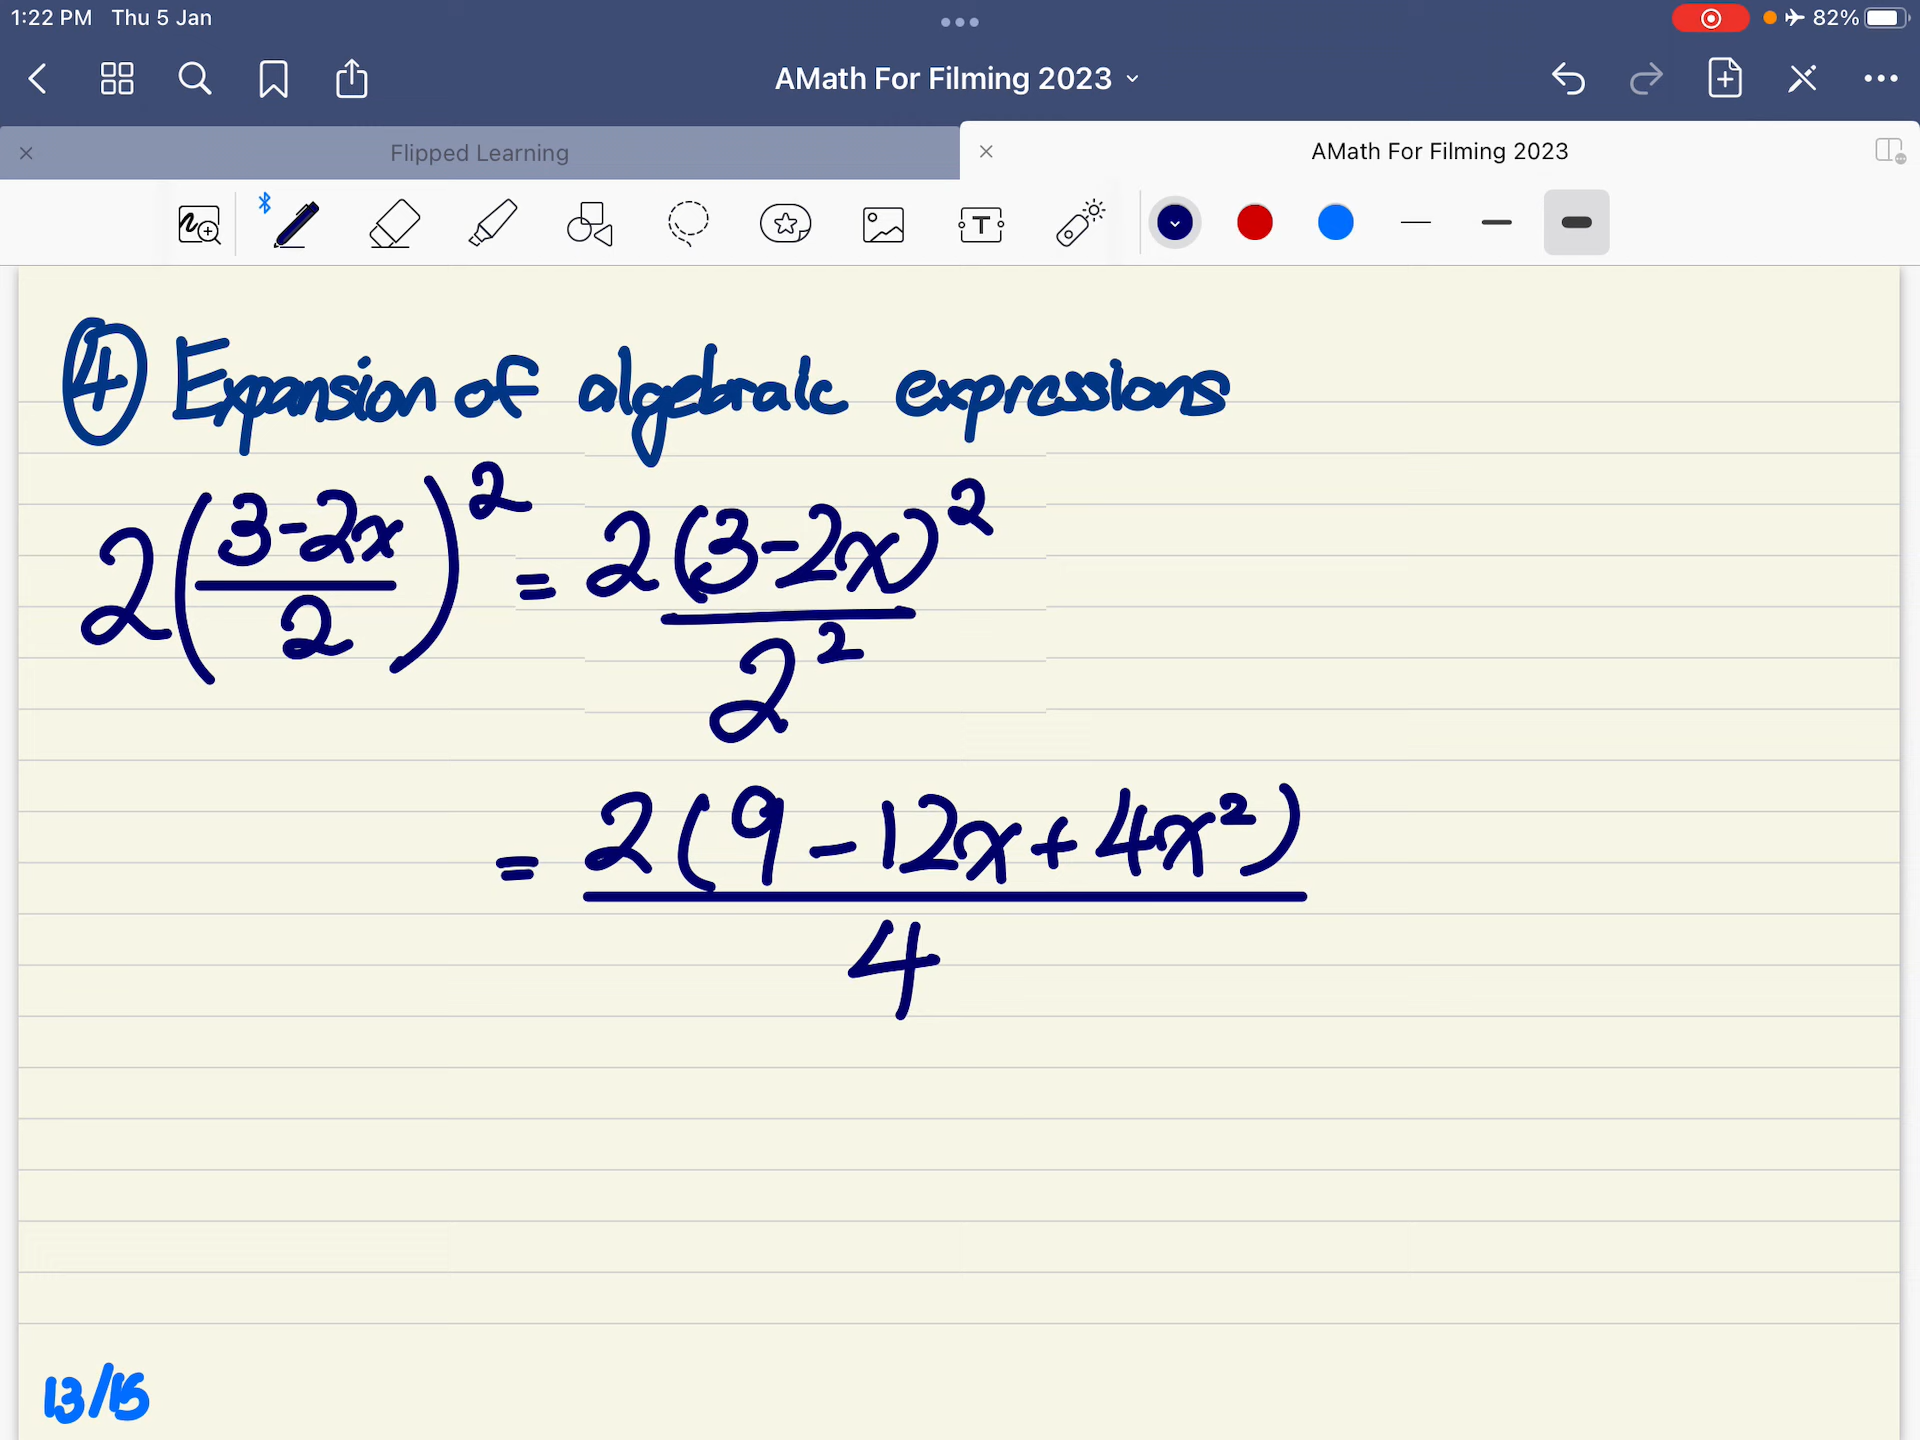 1:22 PM Thu 5 Jan 82%
AMath For Filming 2023
Flipped Learning AMath For Filming 2023
T
④ Expansion of algebraic expressions
2((3-2x)/2)² = 2(3-2x)²/2²
= 2(9-12x+4x²)/4
13/15